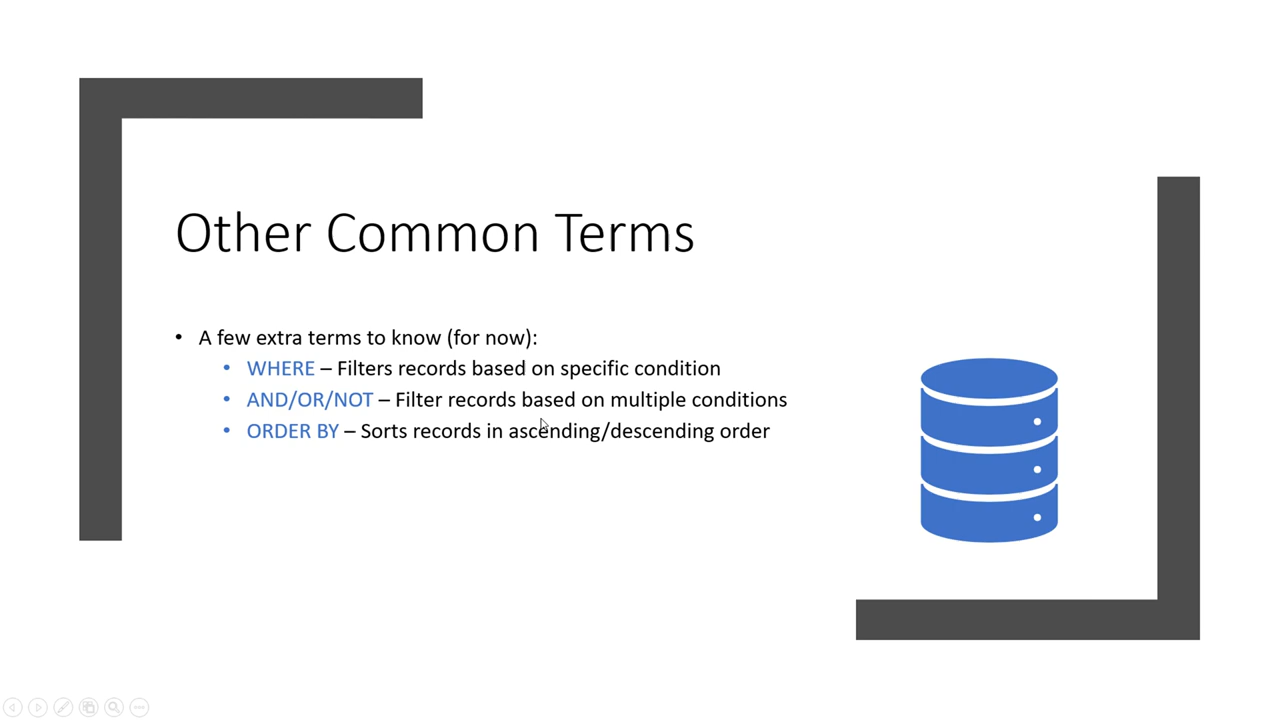 Other Common Terms
• A few extra terms to know (for now):
• WHERE – Filters records based on specific condition
• AND/OR/NOT – Filter records based on multiple conditions
• ORDER BY – Sorts records in ascending/descending order